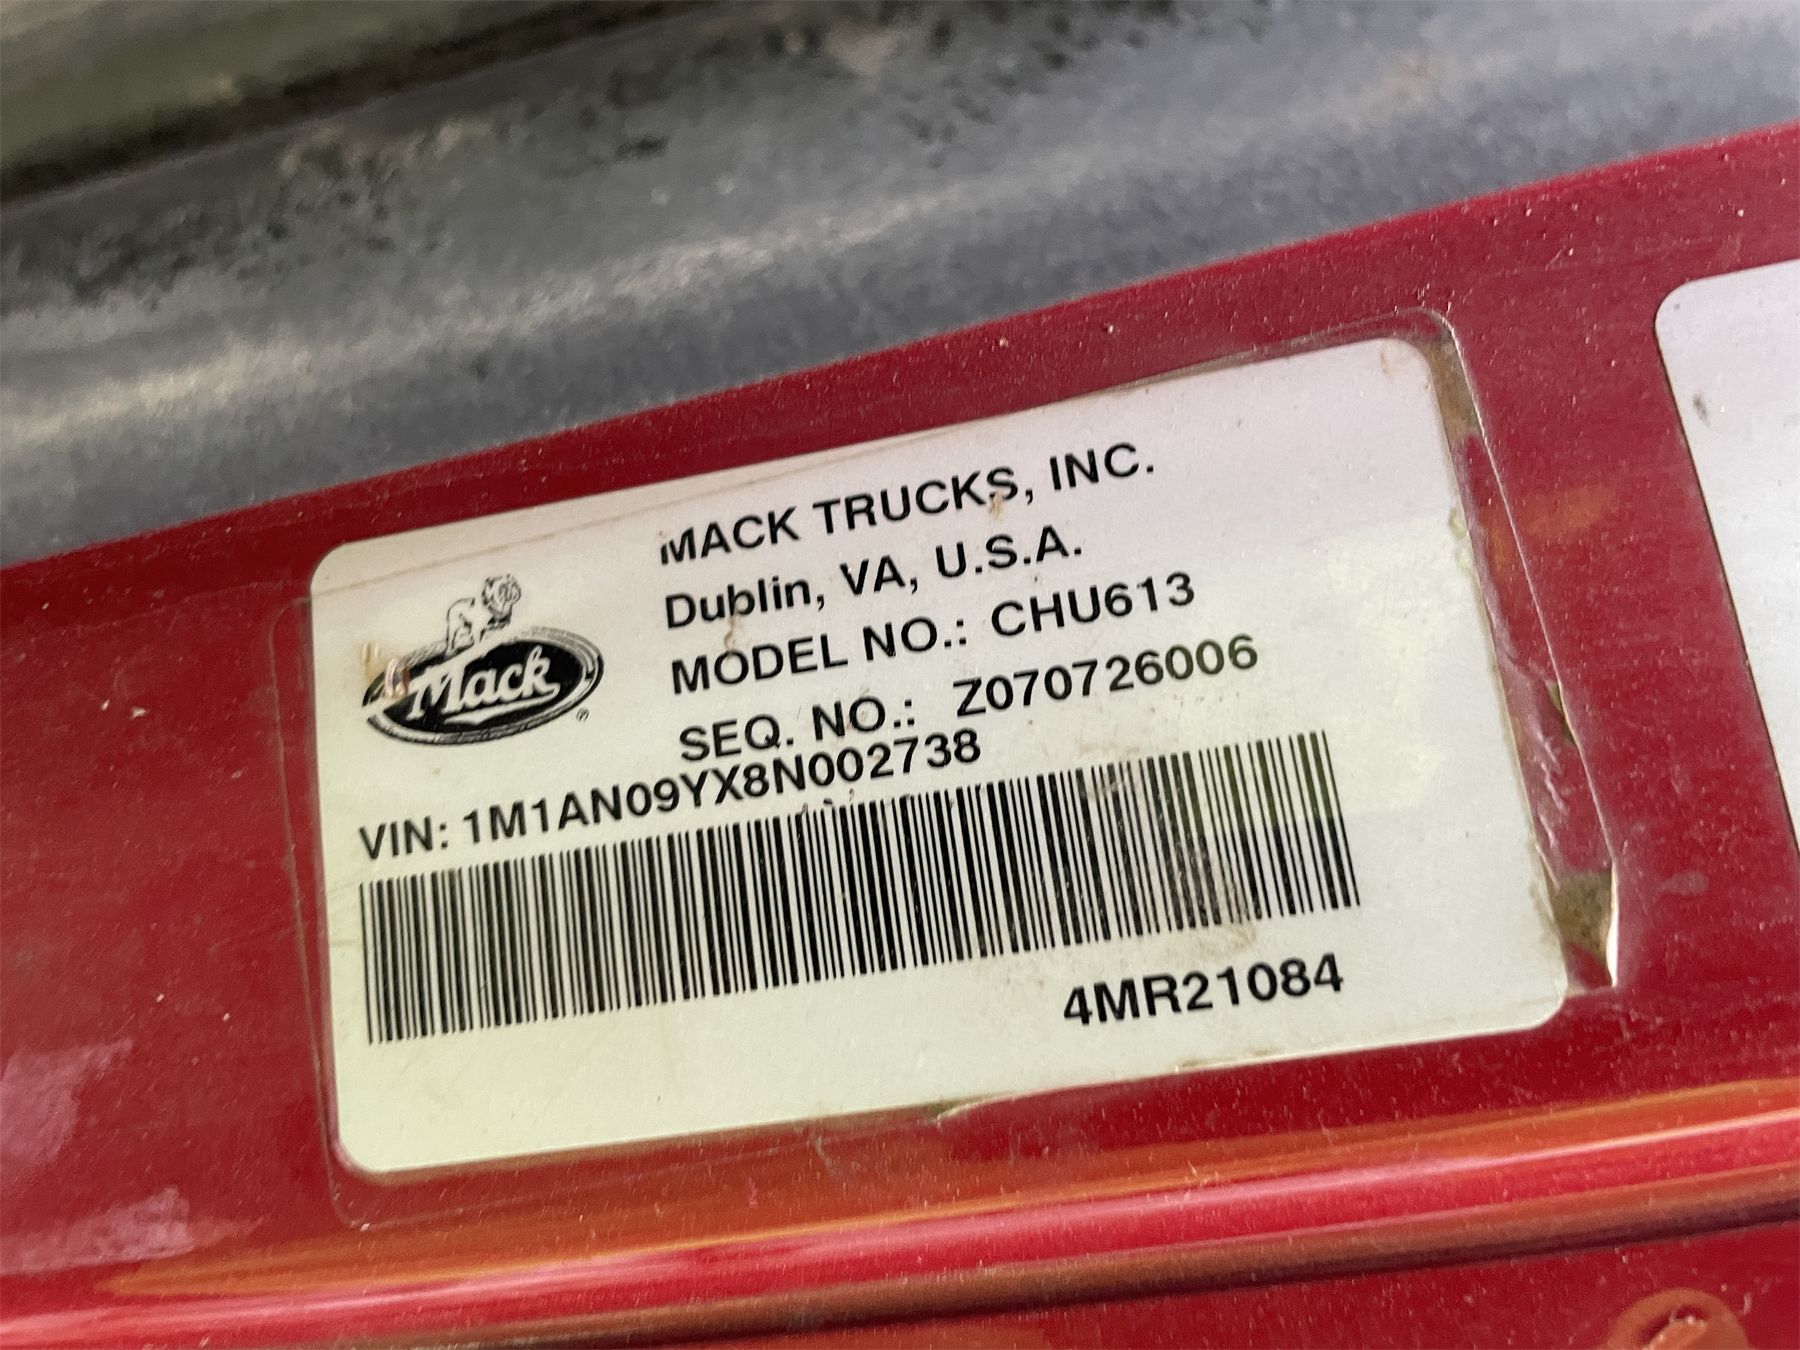 MACK TRUCKS, INC.
Dublin, VA, U.S.A.
MODEL NO.: CHU613
SEQ. NO.: Z070726006
Mack®
VIN: 1M1AN09YX8N002738
4MR21084